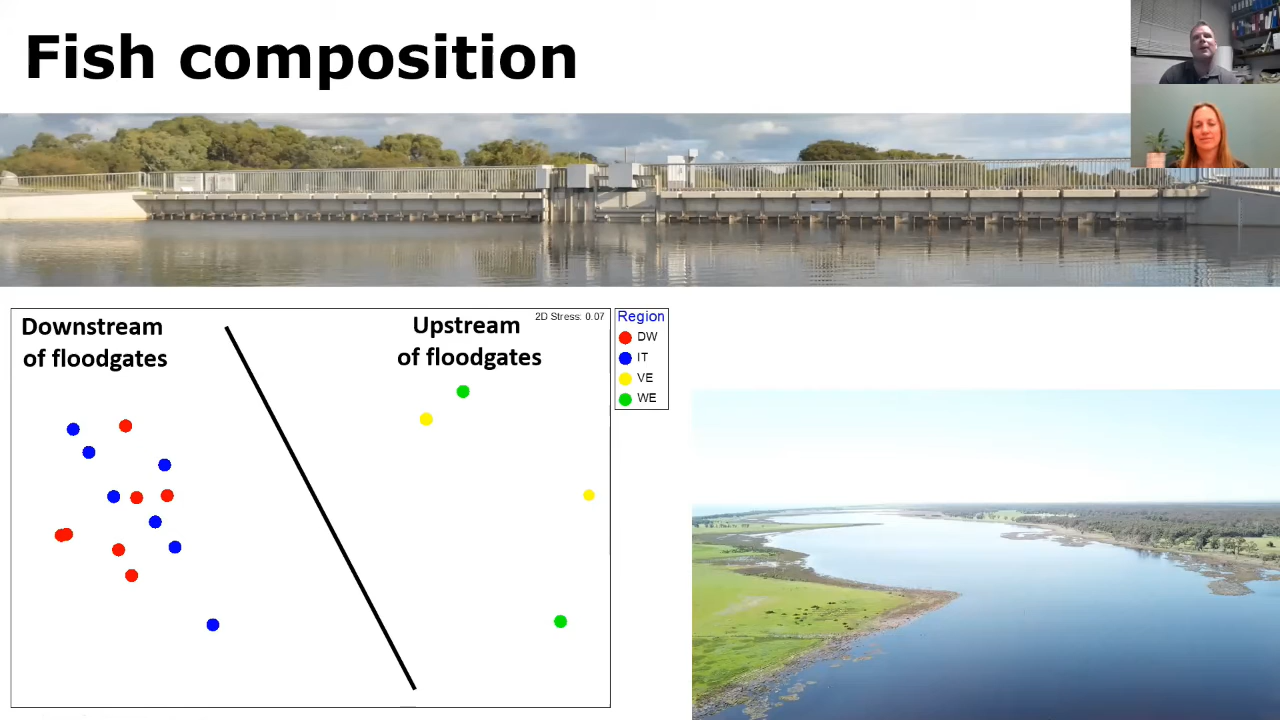 Fish composition
Downstream
of floodgates
Upstream
of floodgates
2D Stress: 0.07
Region
DW
IT
VE
WE